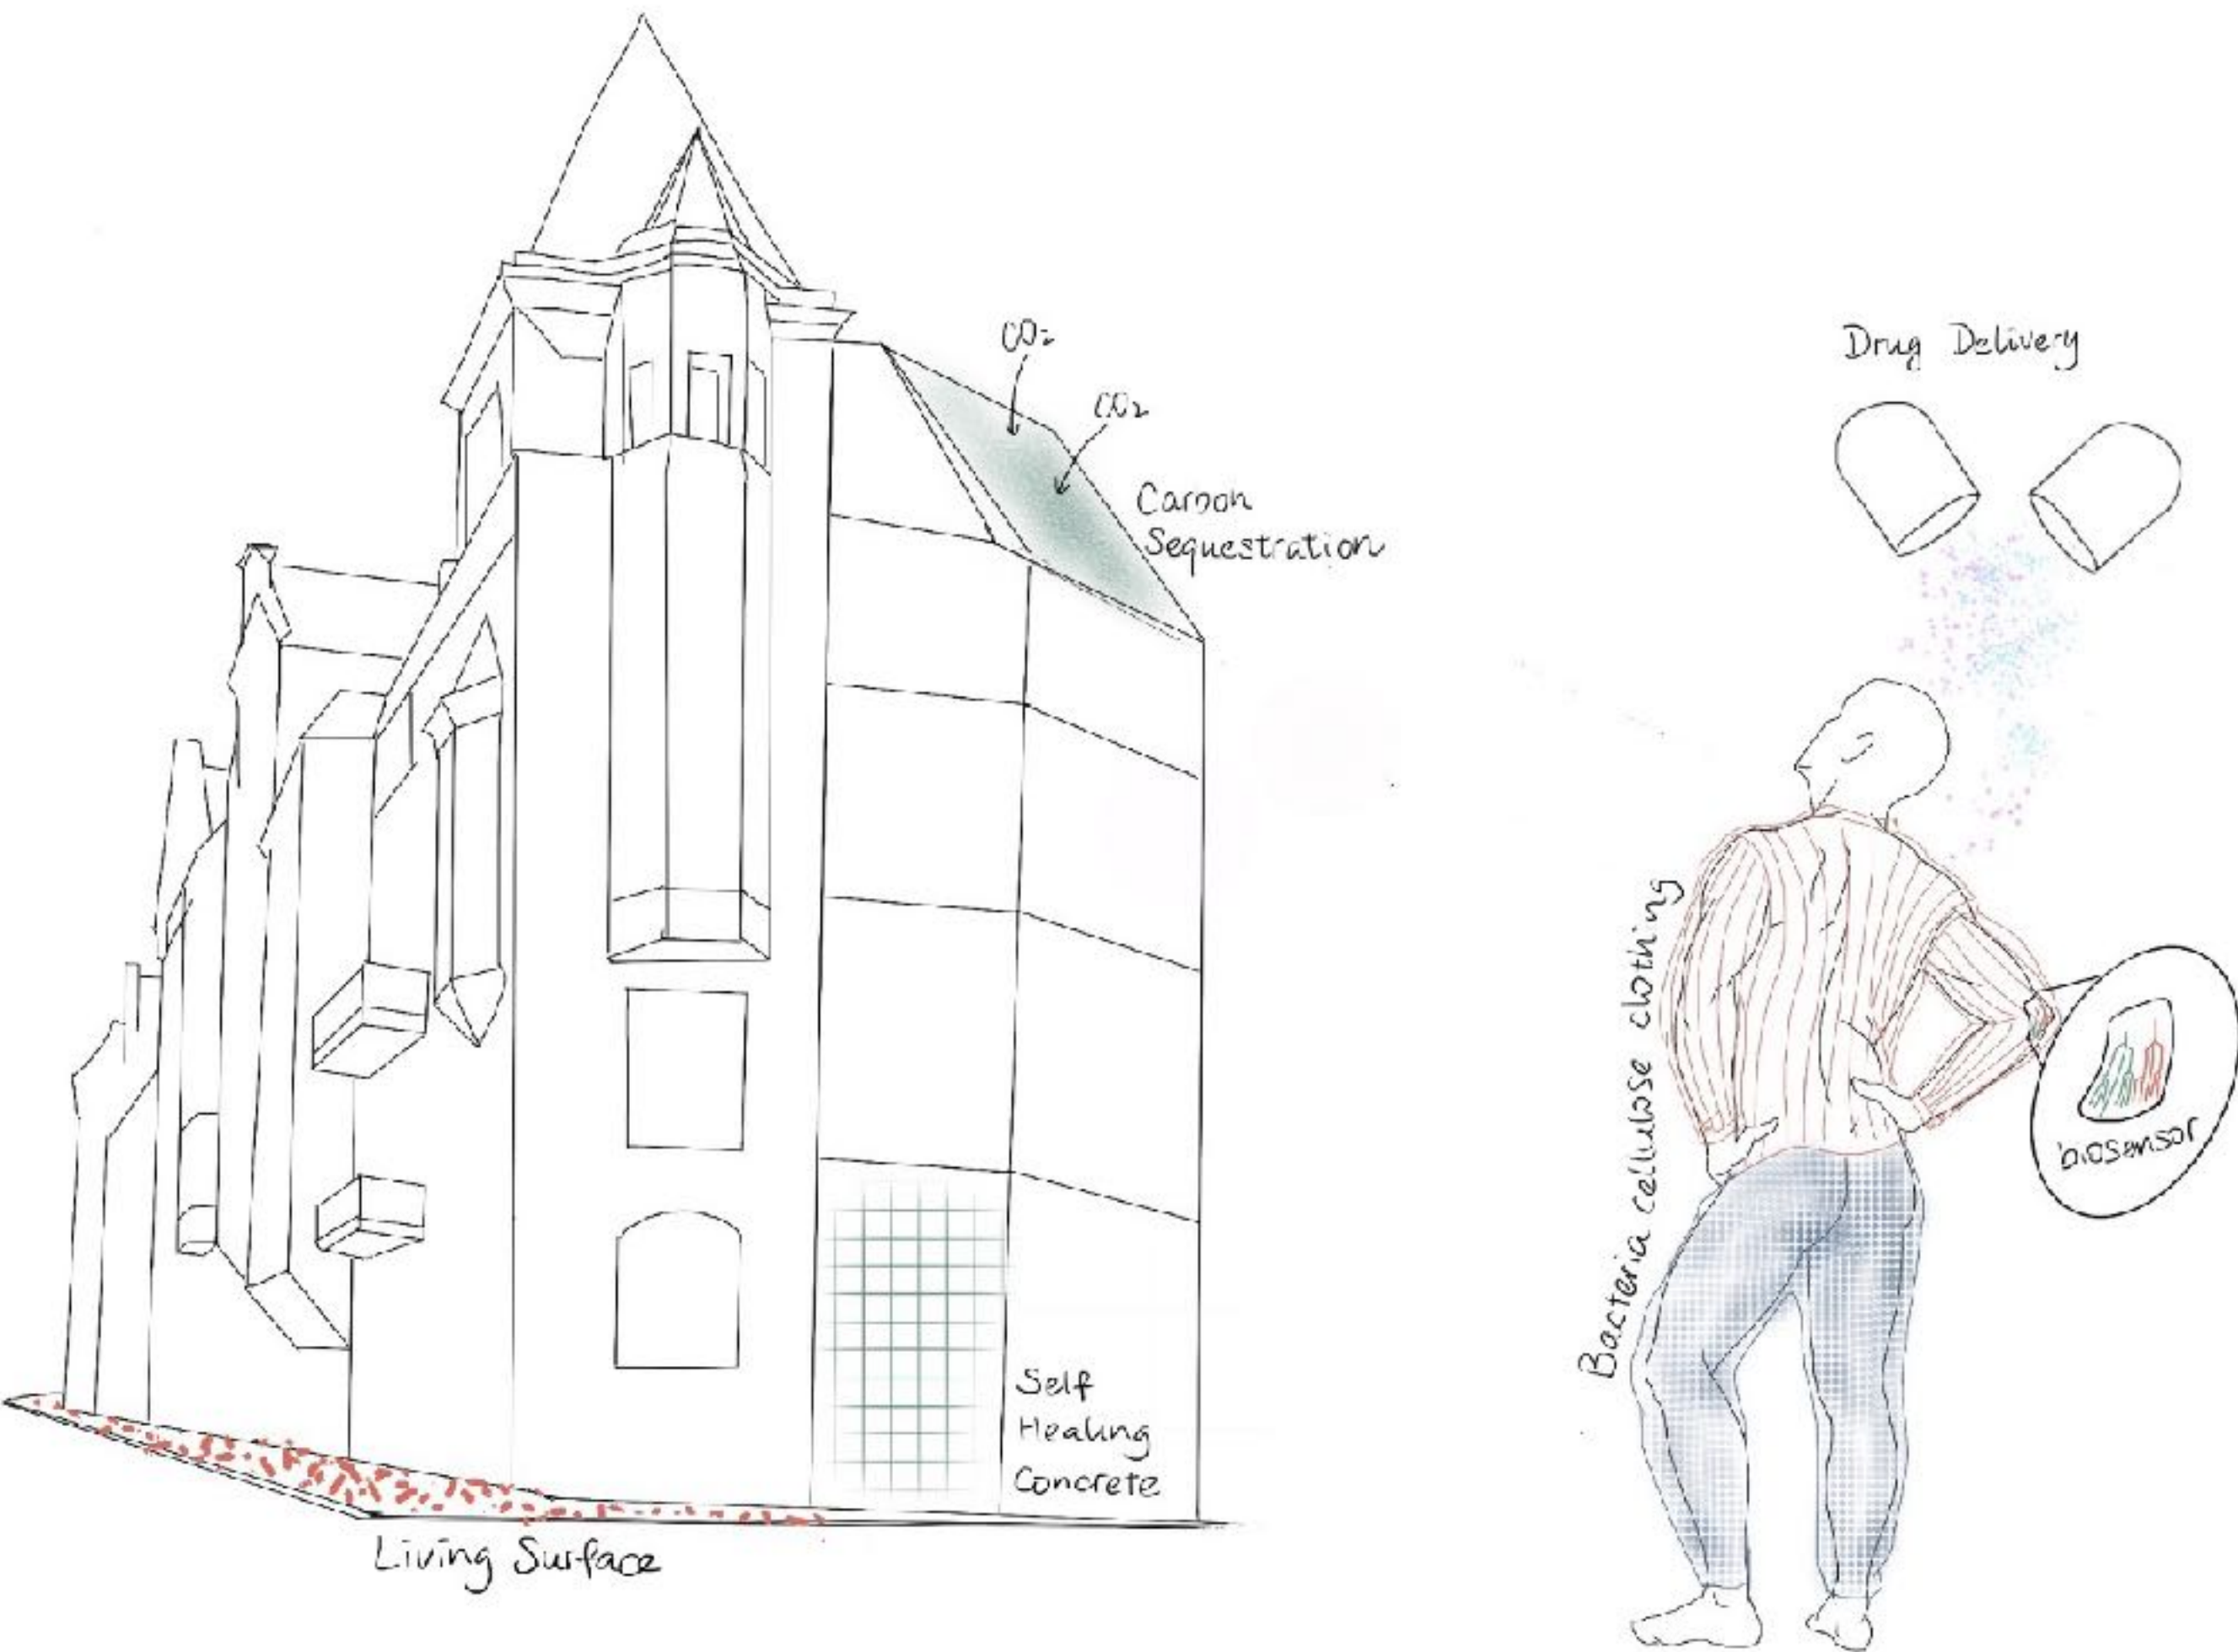 CO₂
CO₂
Carbon
Sequestration
Self
Healing
Concrete
Living Surface
Drug Delivery
Bacteria cellulose clothing
biosensor